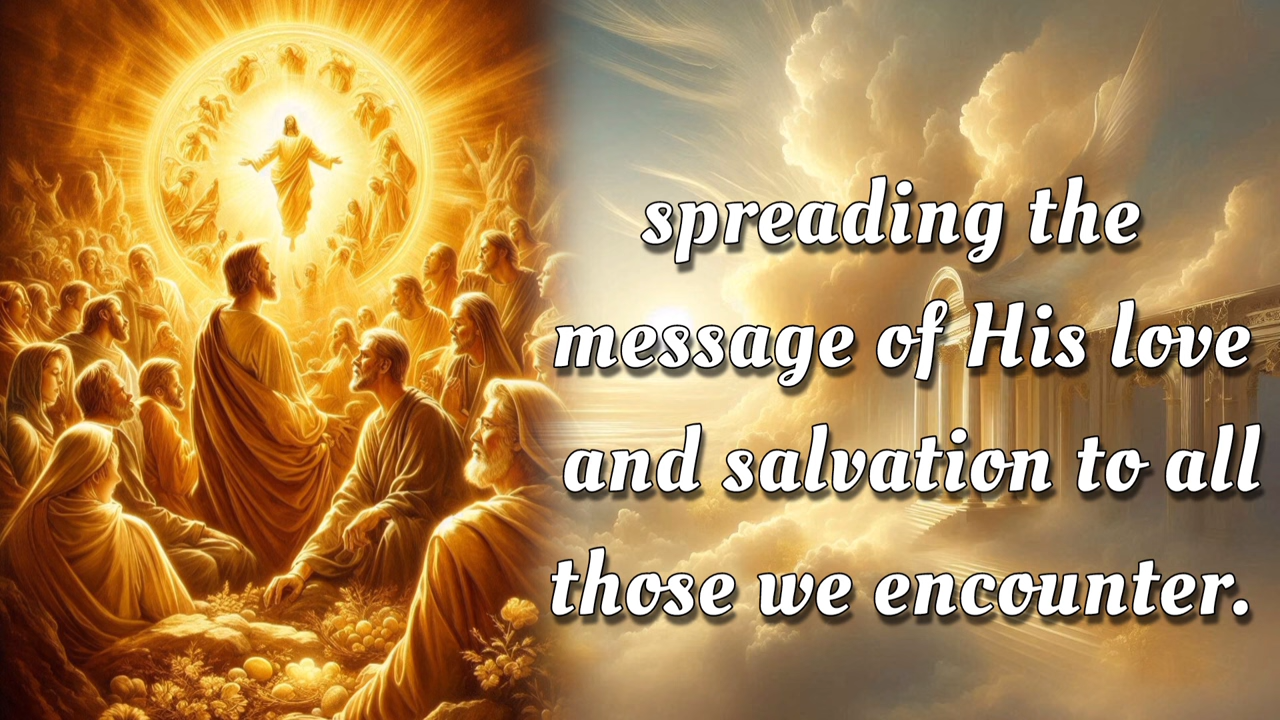 spreading the
message of His love
and salvation to all
those we encounter.